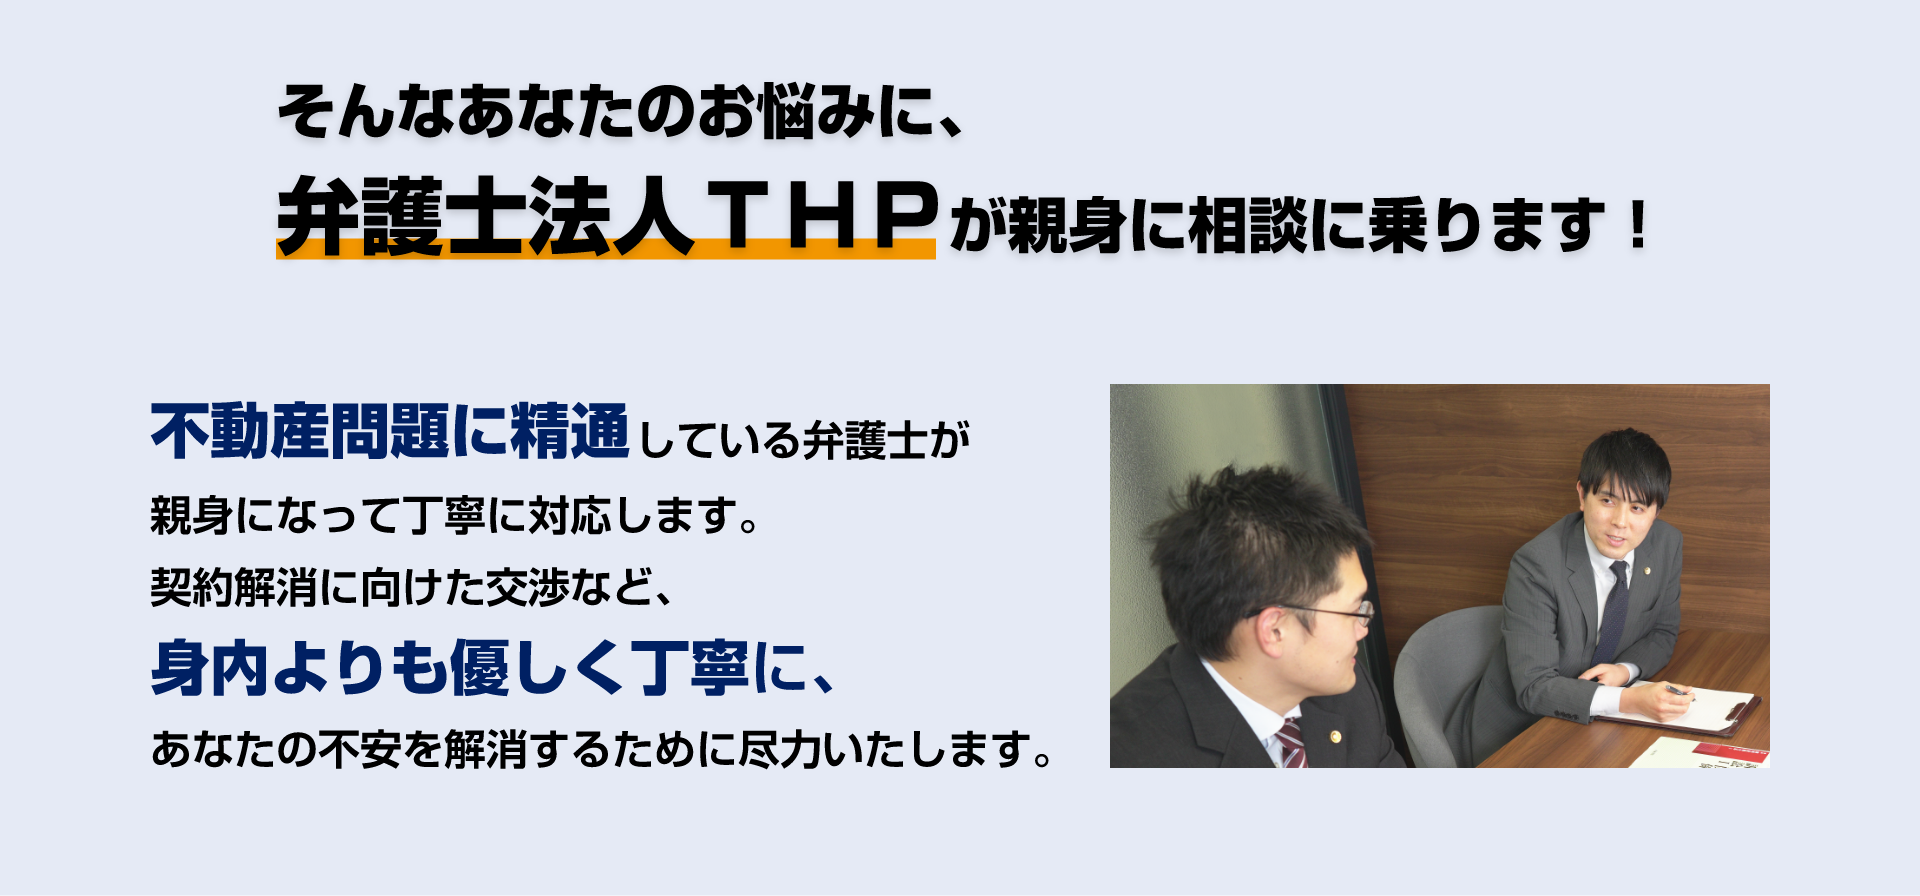 そんなあなたのお悩みに、
弁護士法人ＴＨＰが親身に相談に乗ります！
不動産問題に精通している弁護士が
親身になって丁寧に対応します。
契約解消に向けた交渉など、
身内よりも優しく丁寧に、
あなたの不安を解消するために尽力いたします。